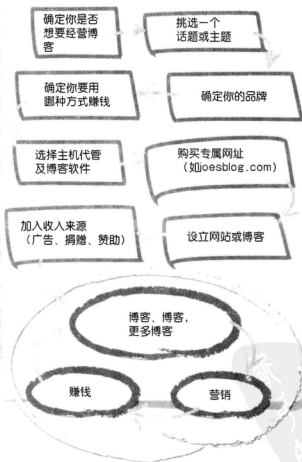 确定你是否
想要经营博
客
挑选一个
话题或主题
确定你要用
哪种方式赚钱
确定你的品牌
选择主机代管
及博客软件
购买专属网址
(如joesblog.com)
加入收入来源
(广告、捐赠、赞助)
设立网站或博客
博客、博客,
更多博客
赚钱
营销